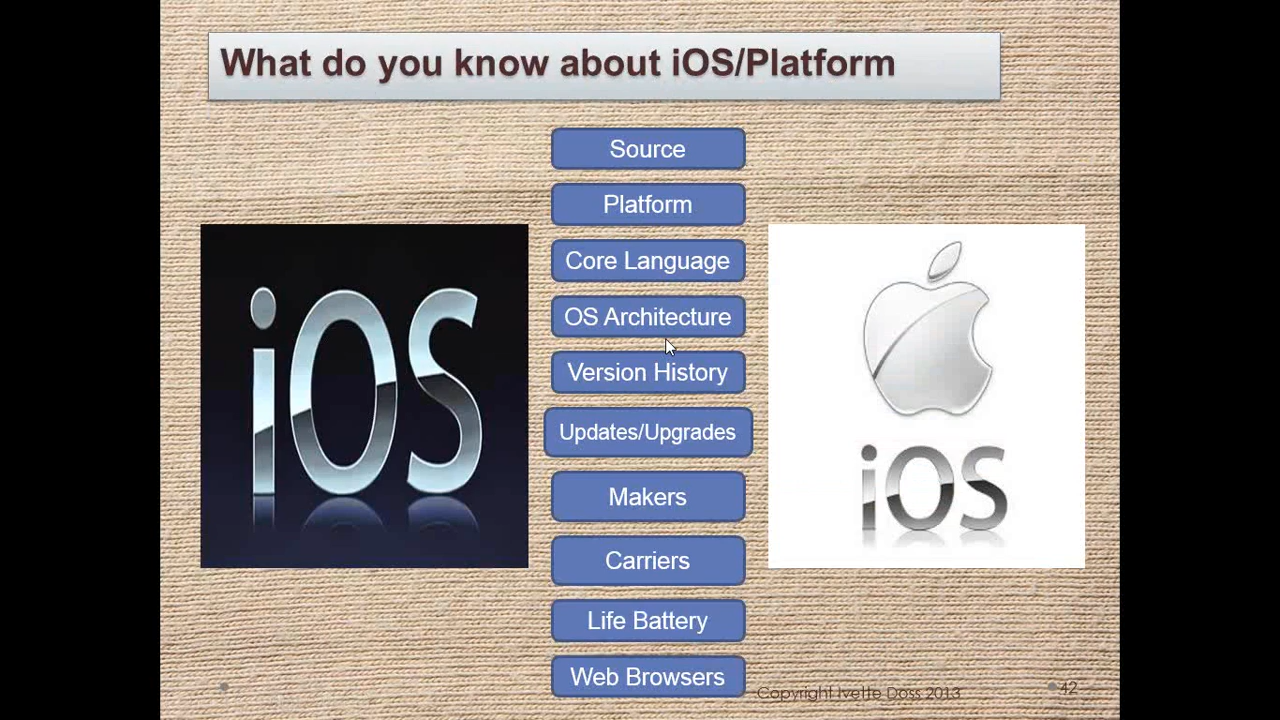 What do you know about iOS/Platform
Source
Platform
Core Language
OS Architecture
Version History
Updates/Upgrades
Makers
Carriers
Life Battery
Web Browsers
iOS
iOS
Copyright Ivette Doss 2013
42